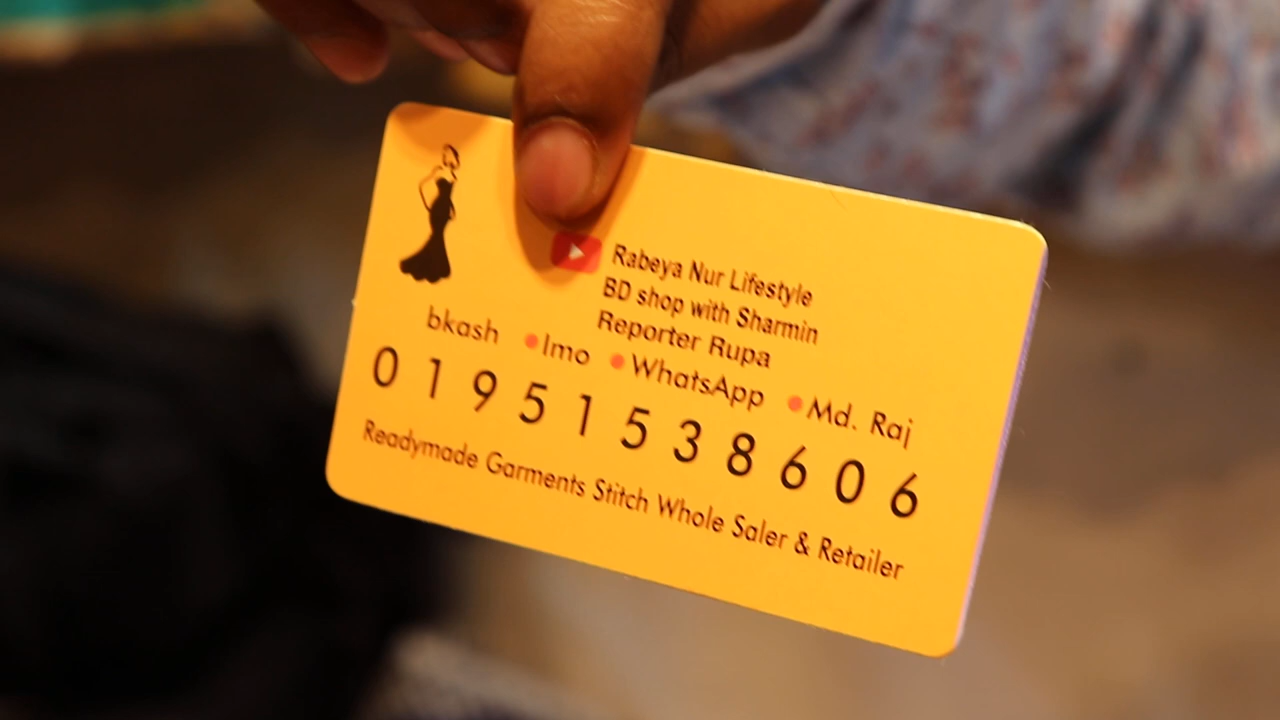 Rabeya Nur Lifestyle
BD shop with Sharmin
Reporter Rupa
bkash • Imo • WhatsApp • Md. Raj
01951538606
Readymade Garments Stitch Whole Saler & Retailer